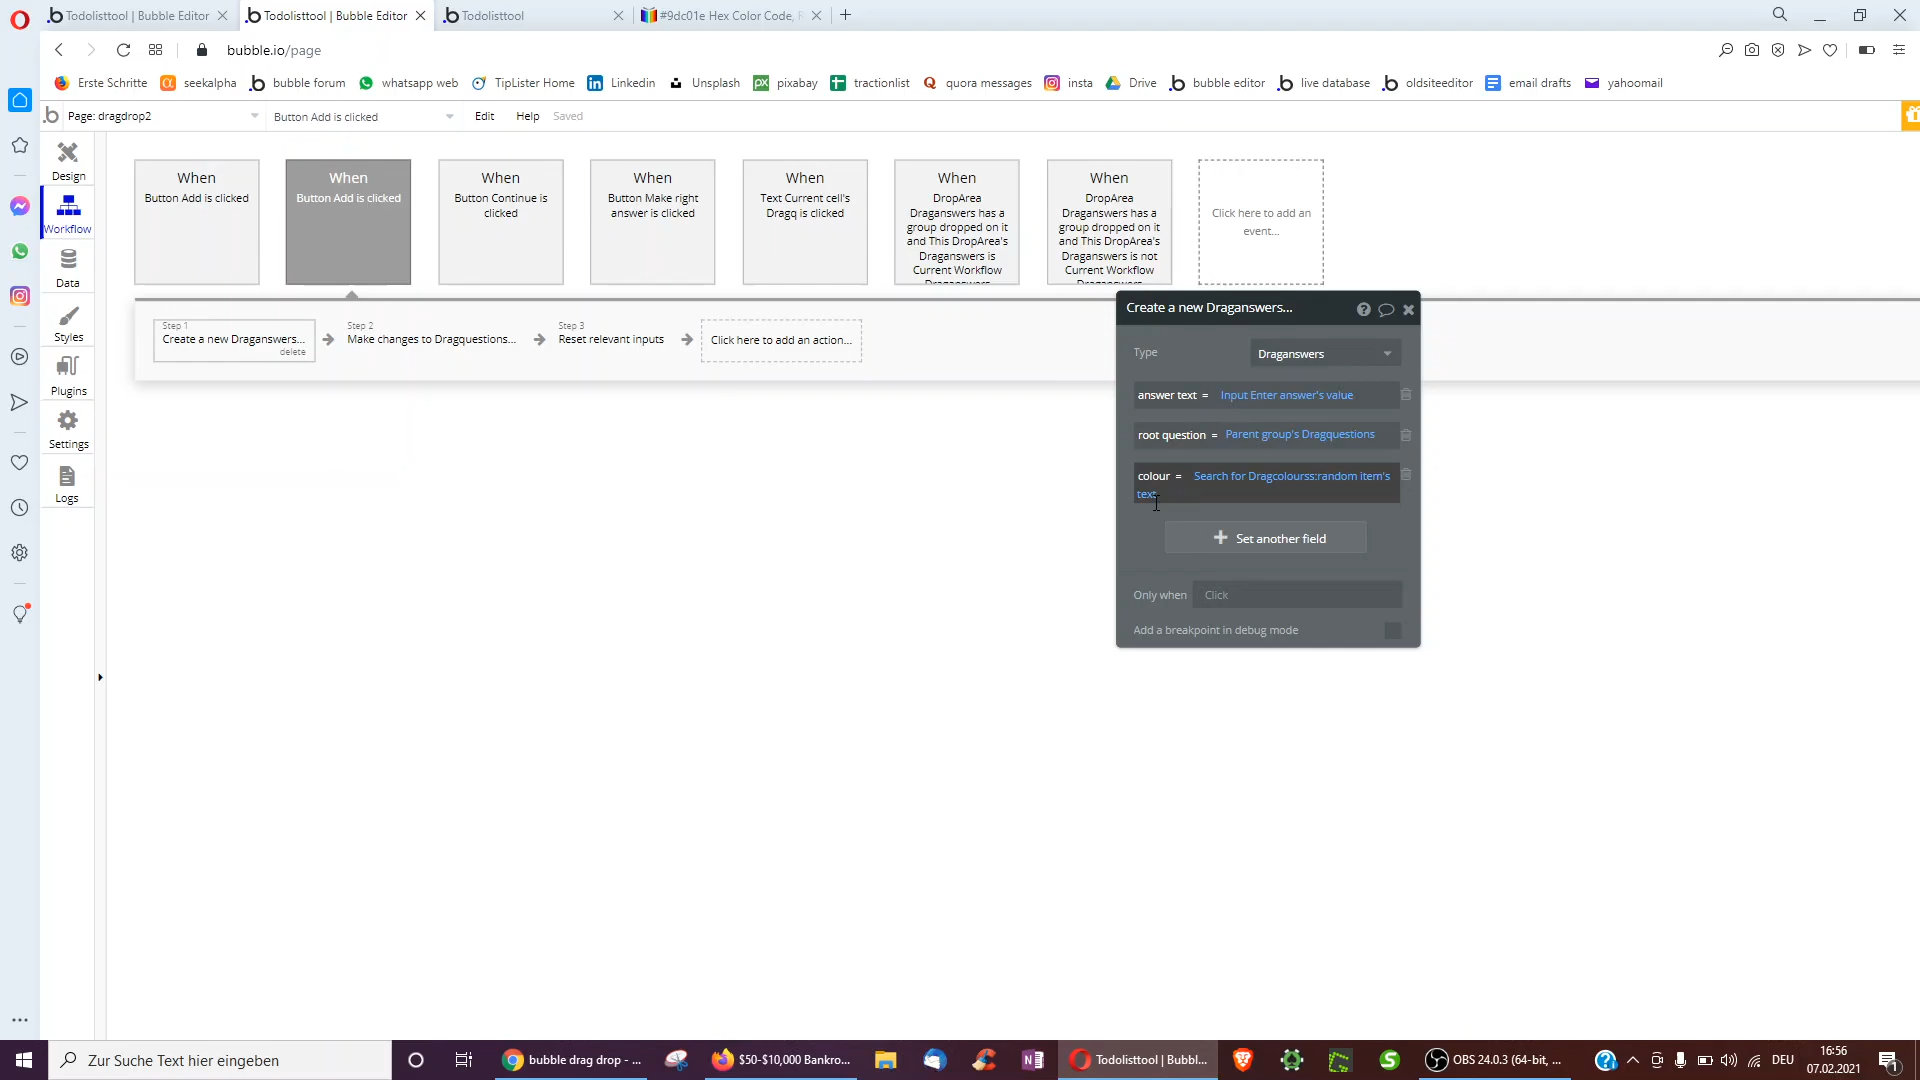 Todolisttool | Bubble Editor
Todolisttool | Bubble Editor
Todolisttool
#9dc01e Hex Color Code,
bubble.io/page
Erste Schritte
seekalpha
bubble forum
whatsapp web
TipLister Home
Linkedin
Unsplash
pixabay
tractionlist
quora messages
insta
Drive
bubble editor
live database
oldsiteeditor
email drafts
yahoomail
Page: dragdrop2
Button Add is clicked
Edit
Help
Saved
Design
Workflow
Data
Styles
Plugins
Settings
Logs
When
Button Add is clicked
When
Button Add is clicked
When
Button Continue is
clicked
When
Button Make right
answer is clicked
When
Text Current cell's
Dragq is clicked
When
DropArea
Draganswers has a
group dropped on it
and This DropArea's
Draganswers is
Current Workflow
When
DropArea
Draganswers has a
group dropped on it
and This DropArea's
Draganswers is not
Current Workflow
Click here to add an
event...
Step 1
Create a new Draganswers...
delete
Step 2
Make changes to Dragquestions...
Step 3
Reset relevant inputs
Click here to add an action...
Create a new Draganswers...
Type
Draganswers
answer text =
Input Enter answer's value
root question =
Parent group's Dragquestions
colour =
Search for Dragcolourss:random item's
text
Set another field
Only when
Click
Add a breakpoint in debug mode
Zur Suche Text hier eingeben
bubble drag drop - ...
$50-$10,000 Bankro...
Todolisttool | Bubbl...
OBS 24.0.3 (64-bit, ...
DEU
16:56
07.02.2021
1